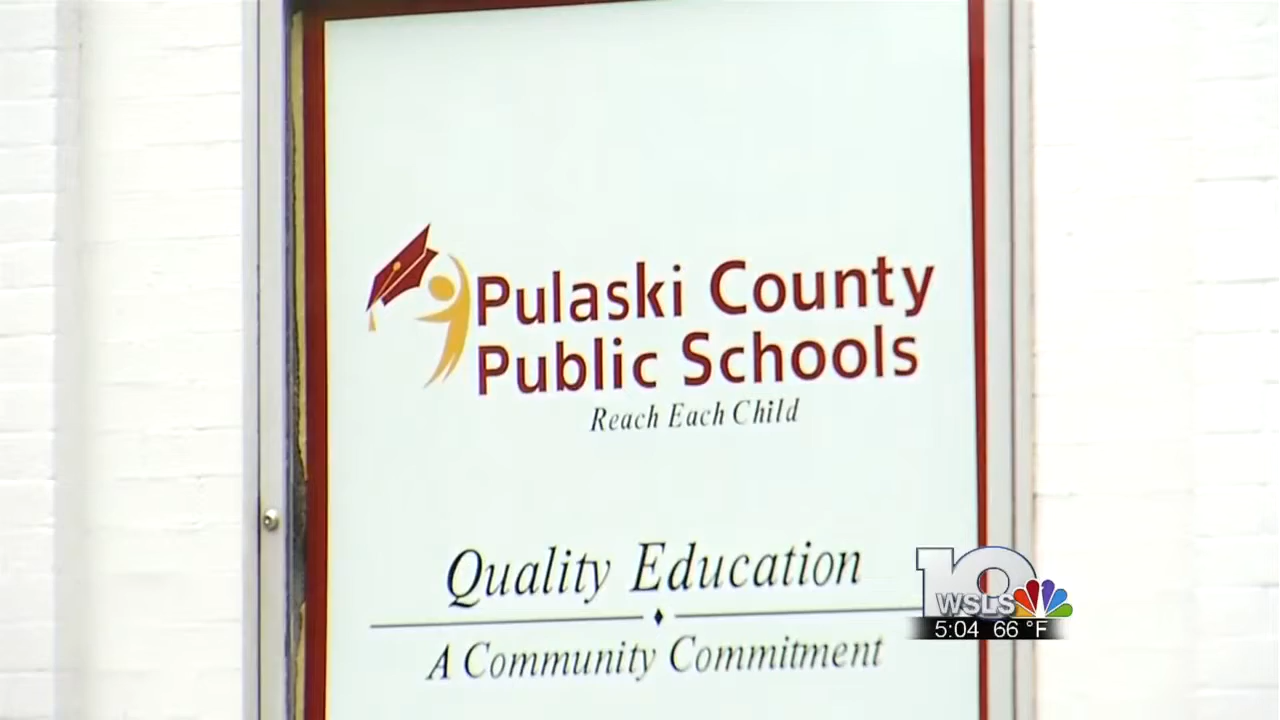 Pulaski County
Public Schools
Reach Each Child
Quality Education
A Community Commitment
10
WSLS
5:04 66 °F